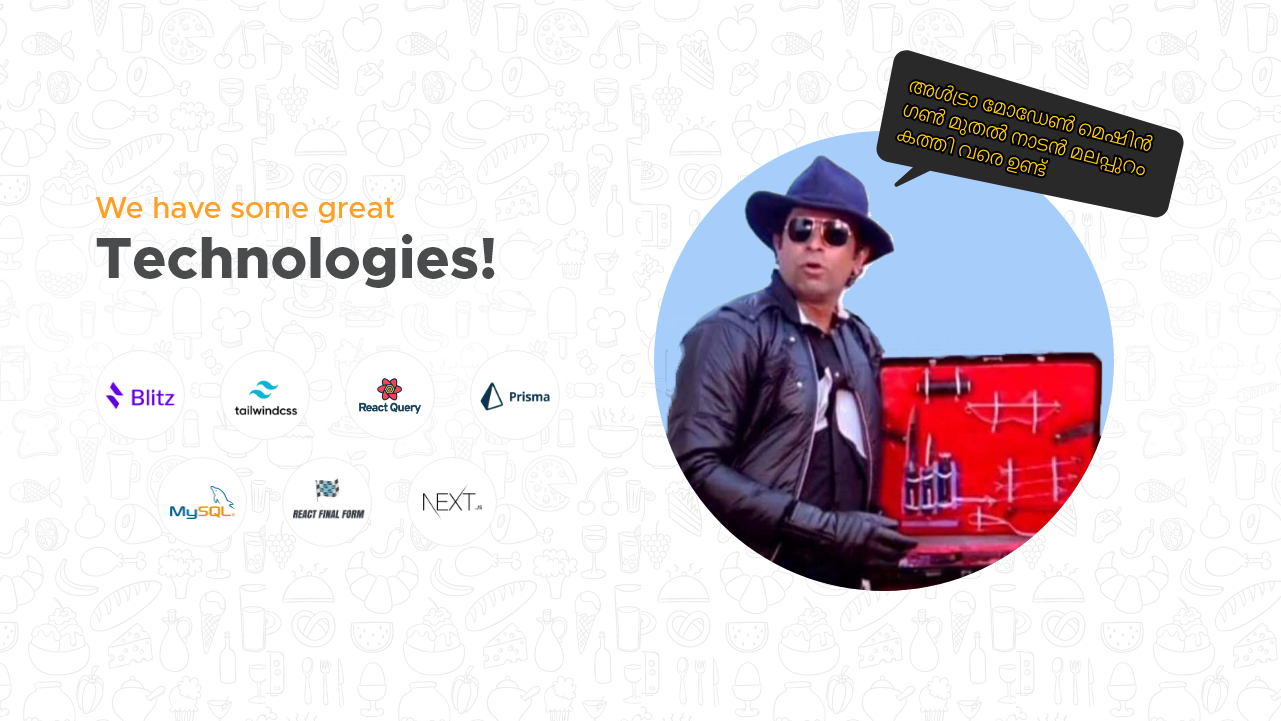 We have some great
Technologies!
Blitz
tailwindcss
React Query
Prisma
MySQL
REACT FINAL FORM
NEXT.JS
അൾട്രാ മോഡേൺ മെഷിൻ
ഗൺ മുതൽ നാടൻ മലപ്പുറം
കത്തി വരെ ഉണ്ട്